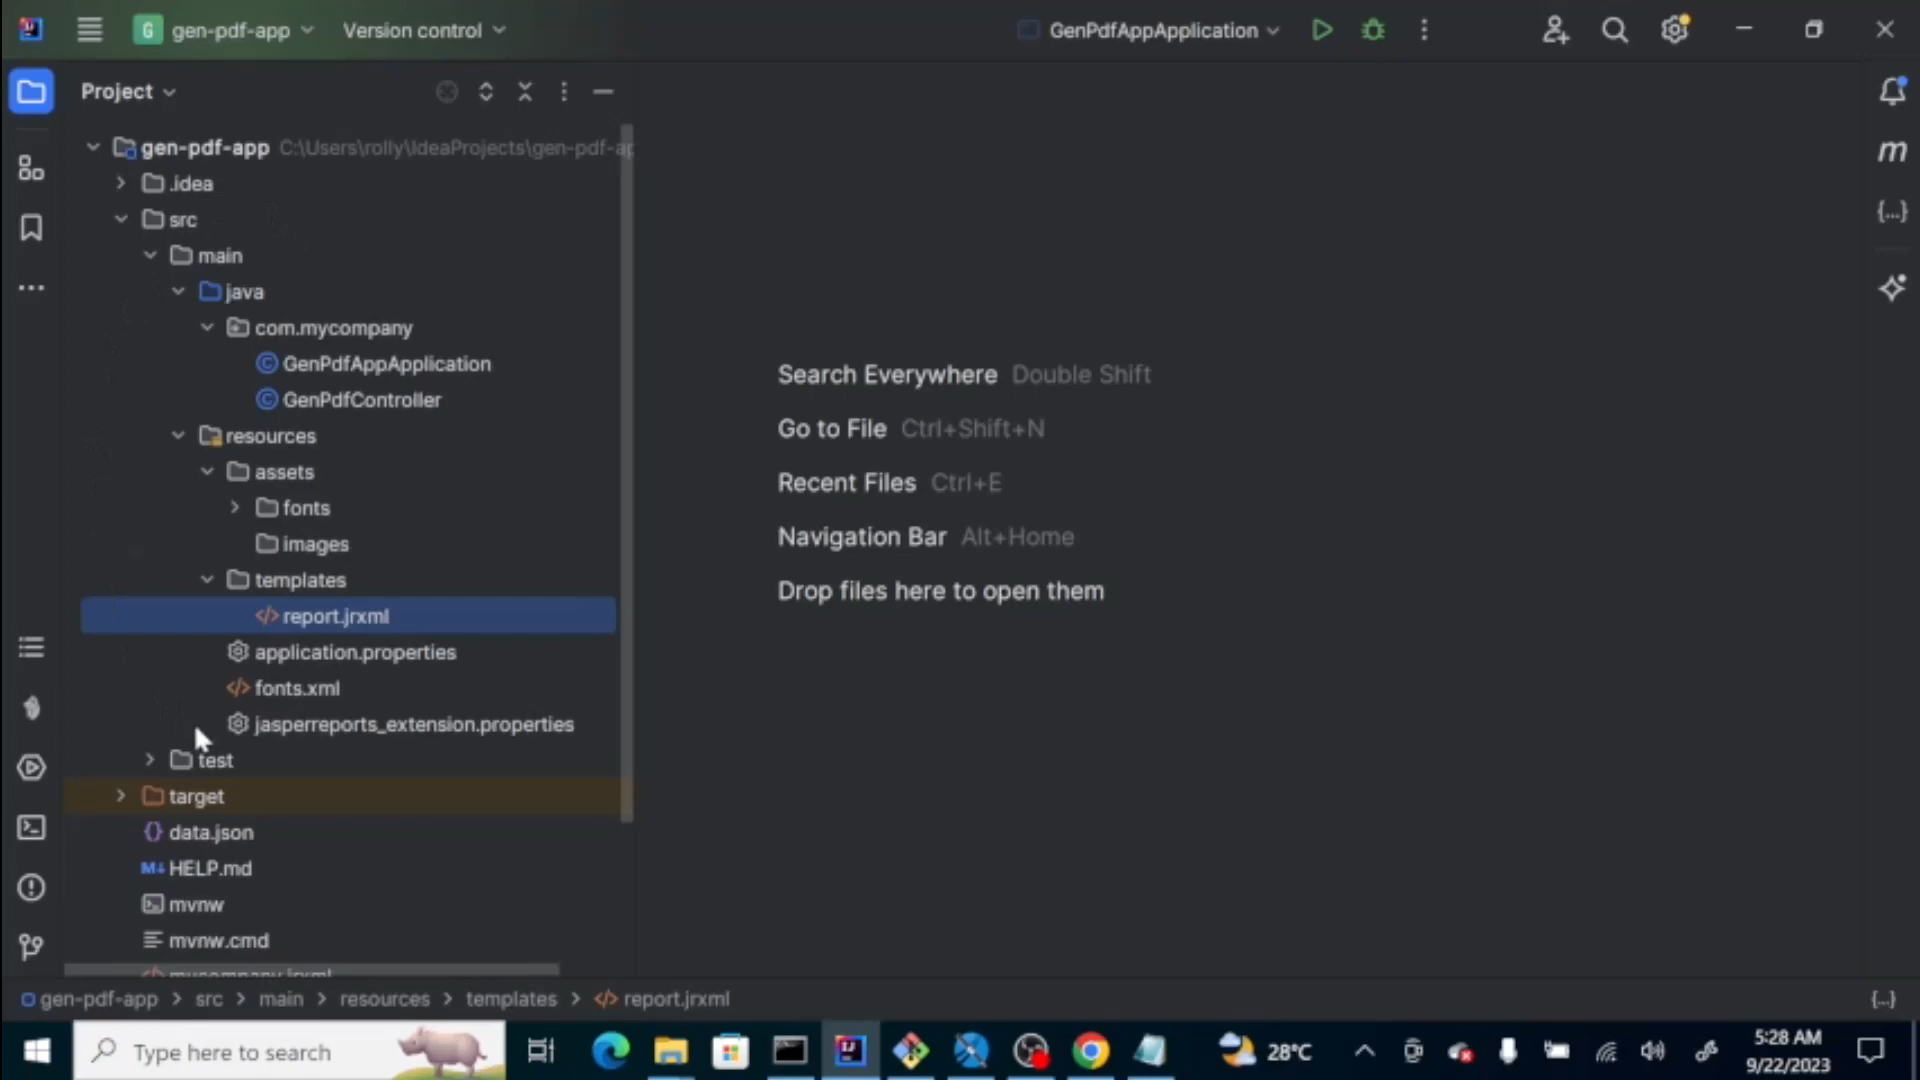 G gen-pdf-app Version control GenPdfAppApplication
Project
gen-pdf-app C:\Users\rolly\IdeaProjects\gen-pdf-ap
.idea
src
main
java
com.mycompany
GenPdfAppApplication
GenPdfController
resources
assets
fonts
images
templates
report.jrxml
application.properties
fonts.xml
jasperreports_extension.properties
test
target
data.json
HELP.md
mvnw
mvnw.cmd
mycompany.jrxml
Search Everywhere Double Shift
Go to File Ctrl+Shift+N
Recent Files Ctrl+E
Navigation Bar Alt+Home
Drop files here to open them
gen-pdf-app > src > main > resources > templates > report.jrxml
Type here to search
28°C
5:28 AM
9/22/2023